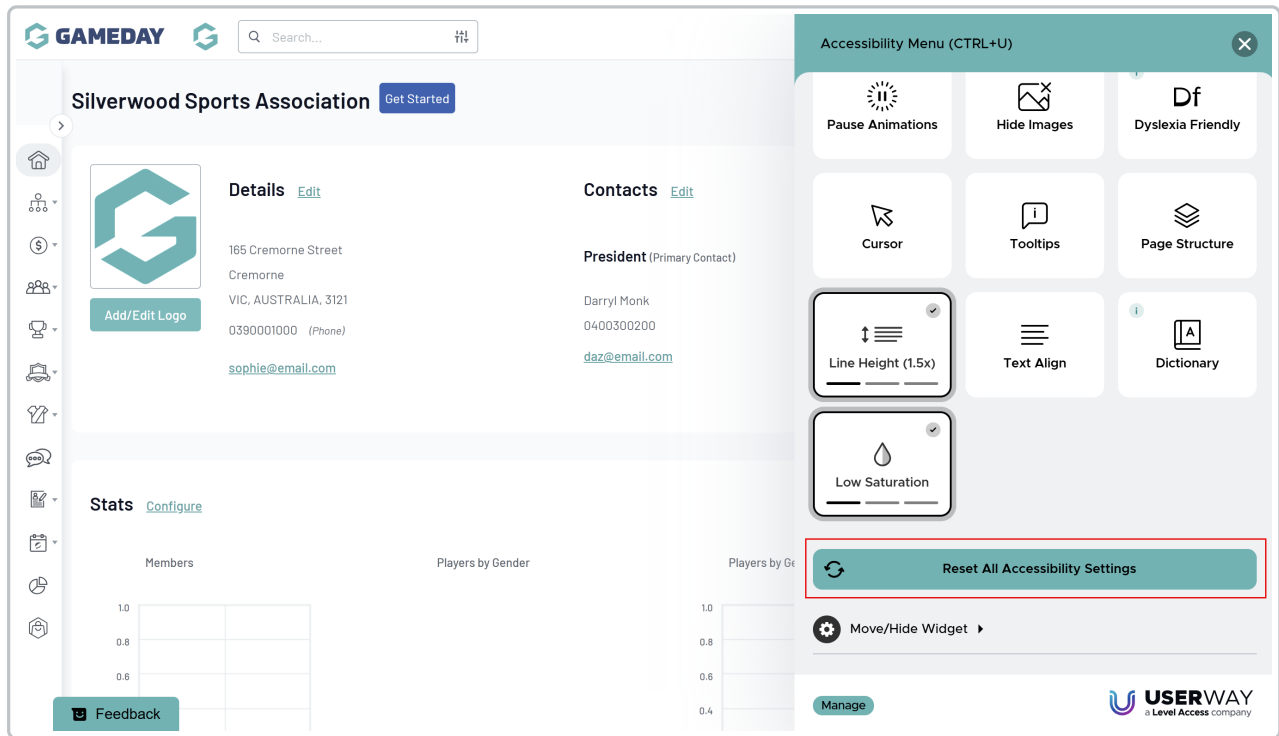 GAMEDAY
Search...
Silverwood Sports Association
Get Started
Details Edit
165 Cremorne Street
Cremorne
VIC, AUSTRALIA, 3121
0390001000 (Phone)
sophie@email.com
Add/Edit Logo
Contacts Edit
President (Primary Contact)
Darryl Monk
0400300200
daz@email.com
Stats Configure
Members
Players by Gender
Players by Ge
1.0
0.8
0.6
1.0
0.8
0.6
0.4
Feedback
Accessibility Menu (CTRL+U)
Pause Animations
Hide Images
Df
Dyslexia Friendly
Cursor
Tooltips
Page Structure
Line Height (1.5x)
Text Align
A
Dictionary
Low Saturation
Reset All Accessibility Settings
Move/Hide Widget
Manage
USERWAY
a Level Access company